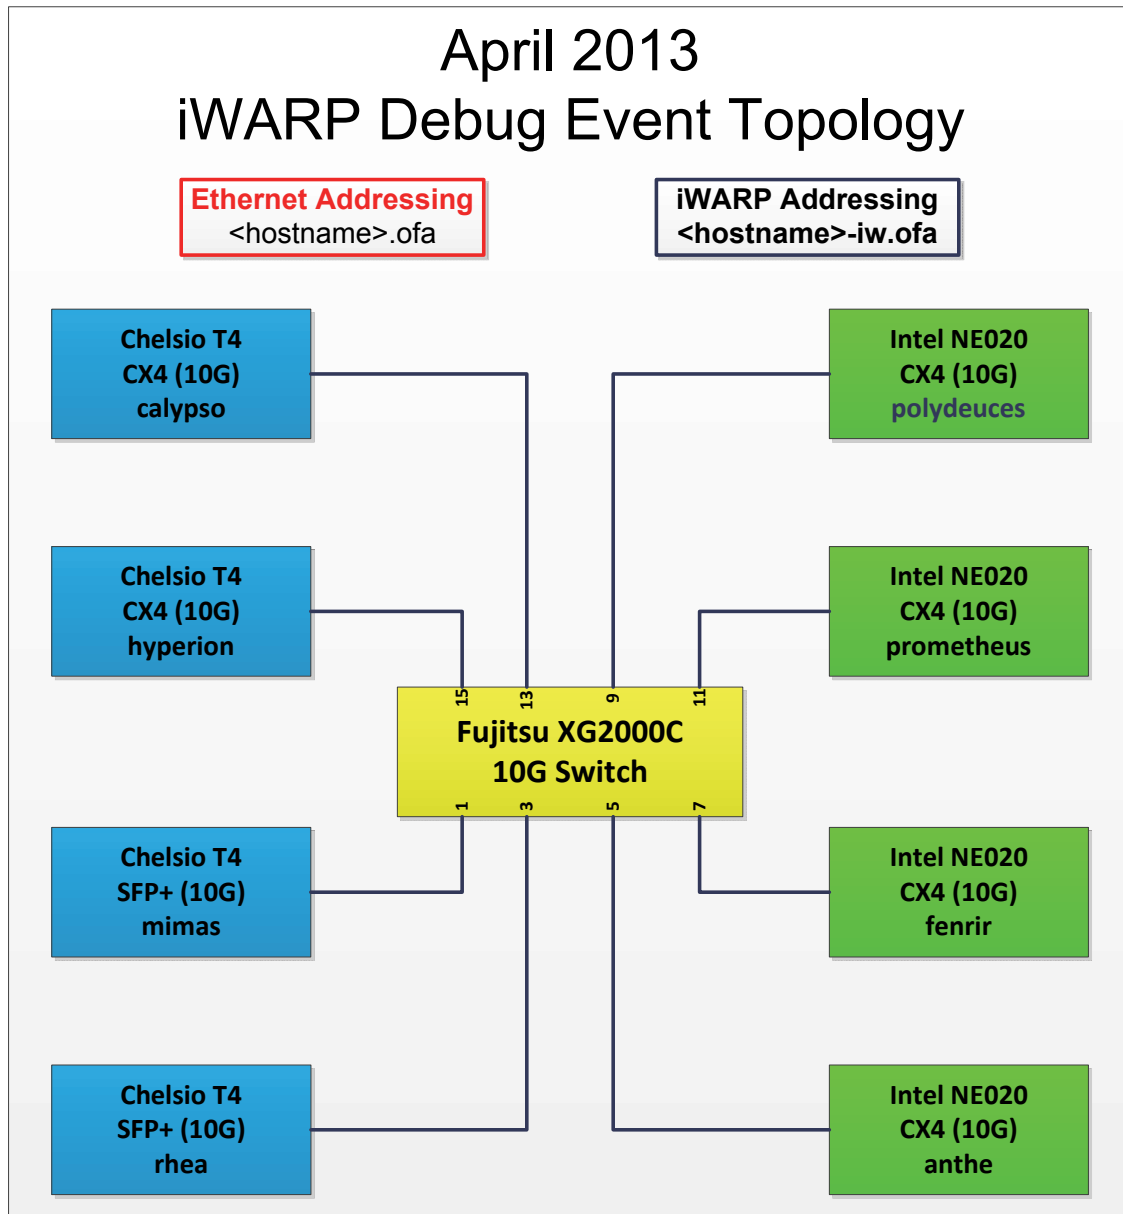 April 2013
iWARP Debug Event Topology
Ethernet Addressing
<hostname>.ofa
iWARP Addressing
<hostname>-iw.ofa
Chelsio T4
CX4 (10G)
calypso
Intel NE020
CX4 (10G)
polydeuces
Chelsio T4
CX4 (10G)
hyperion
Intel NE020
CX4 (10G)
prometheus
15
13
9
11
Fujitsu XG2000C
10G Switch
1
3
5
7
Chelsio T4
SFP+ (10G)
mimas
Intel NE020
CX4 (10G)
fenrir
Chelsio T4
SFP+ (10G)
rhea
Intel NE020
CX4 (10G)
anthe